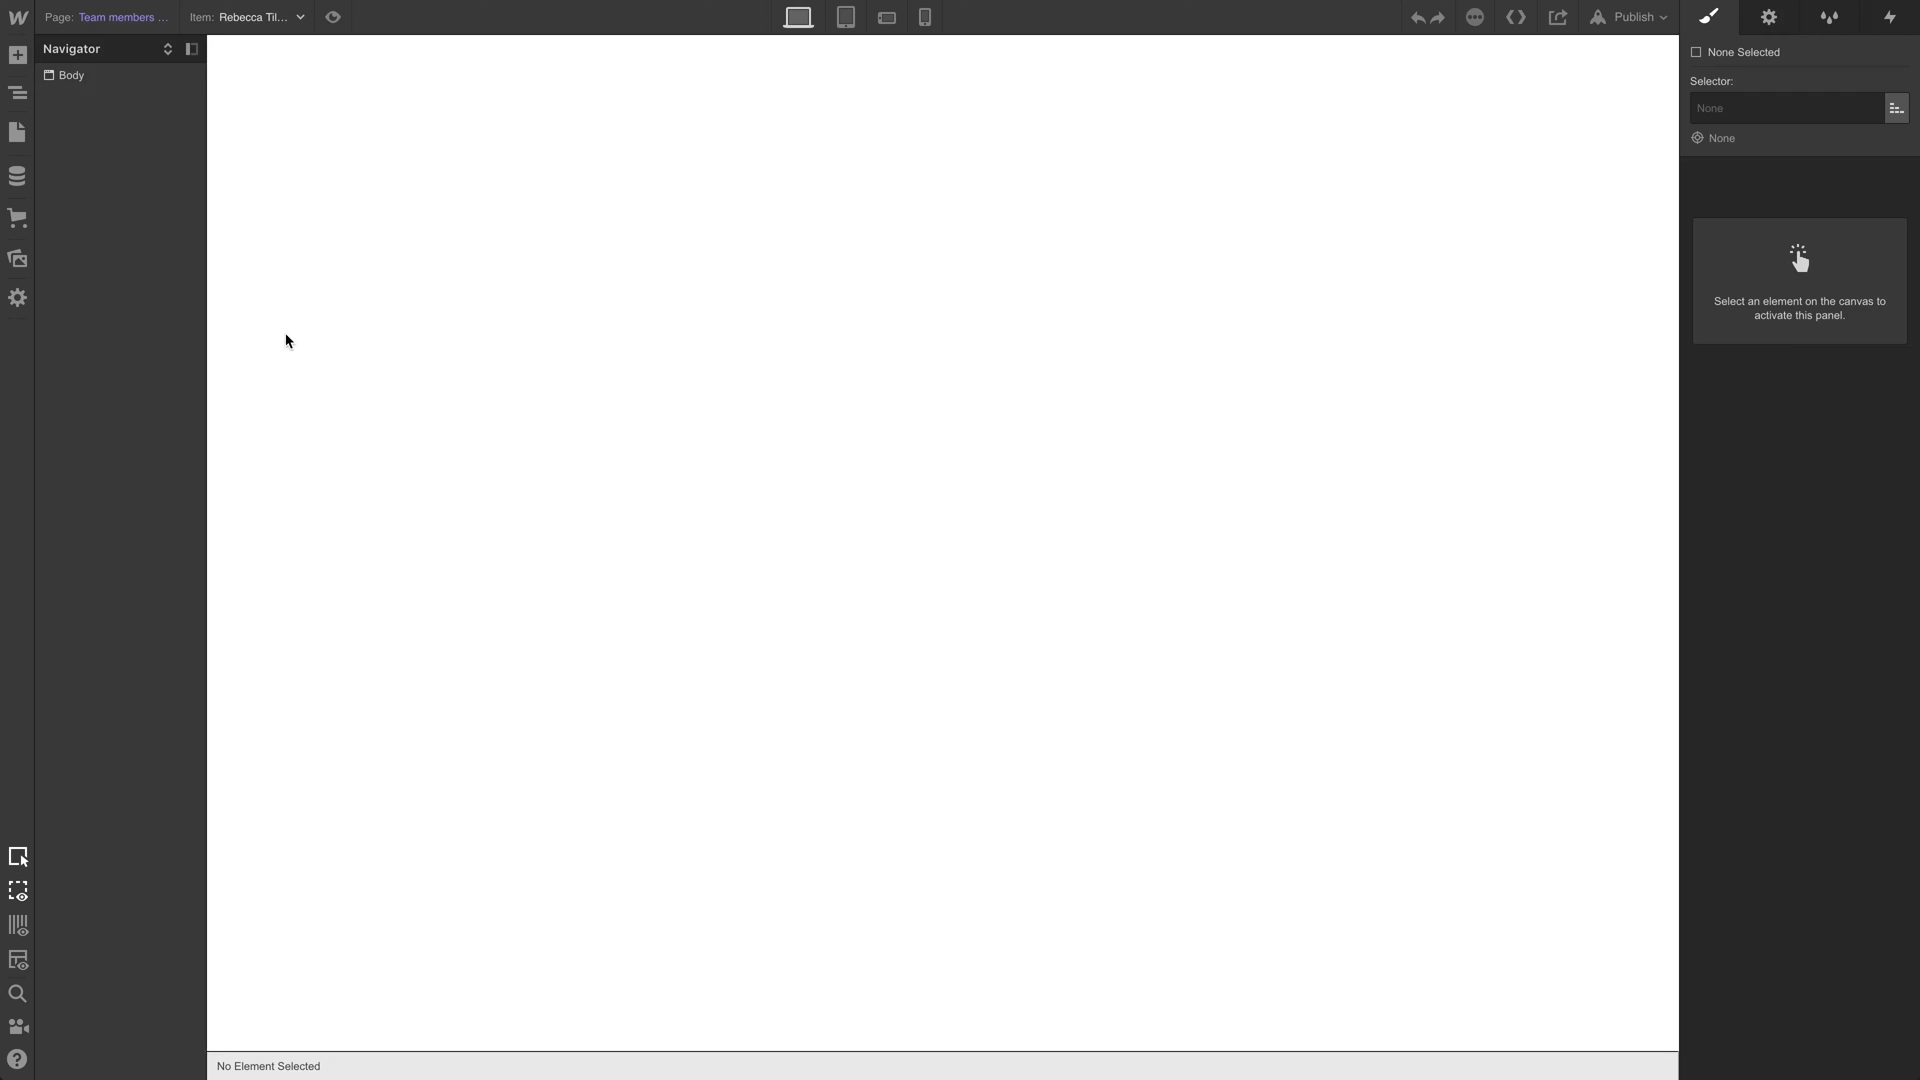 Page: Team members ...
Item: Rebecca Til...
Publish
Navigator
Body
None Selected
Selector:
None
None
Select an element on the canvas to
activate this panel.
No Element Selected